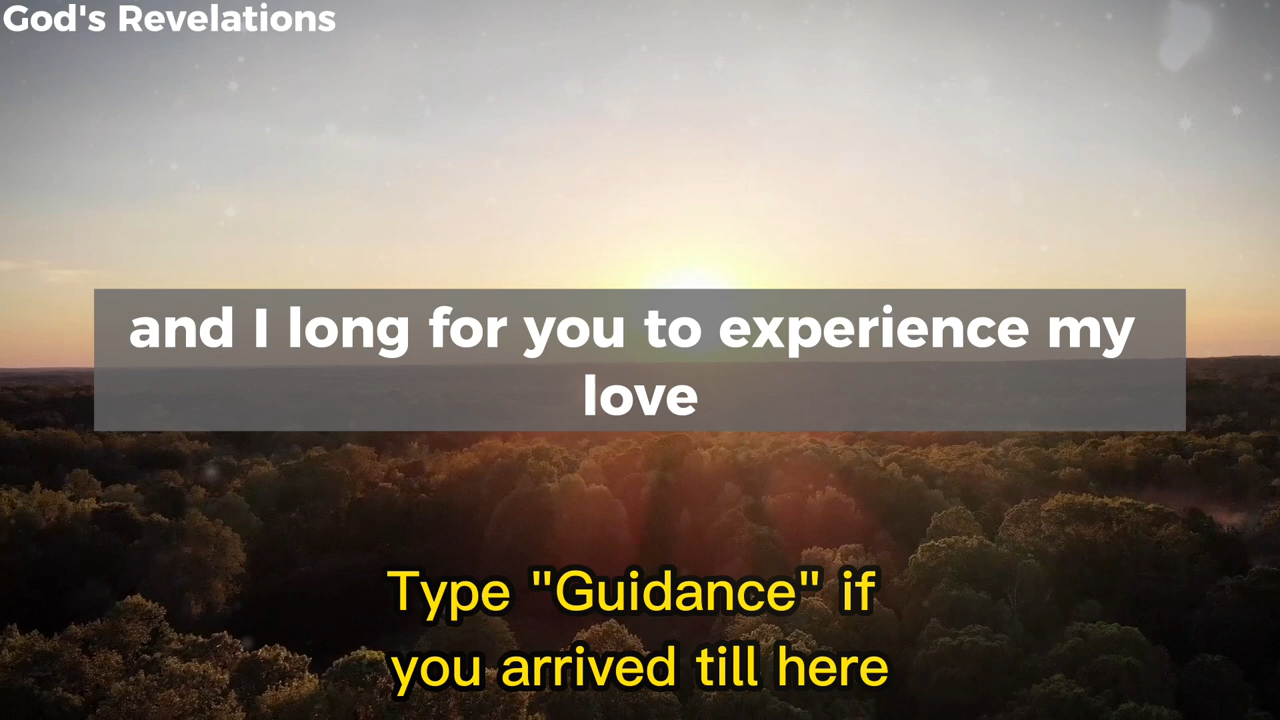 God's Revelations
and I long for you to experience my
love
Type "Guidance" if
you arrived till here